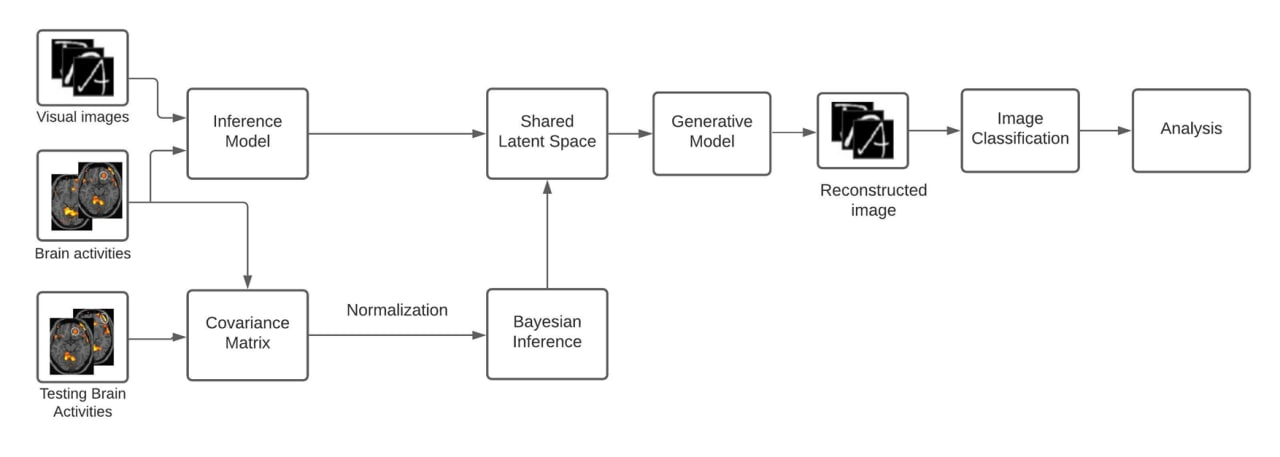 Visual images
Brain activities
Testing Brain
Activities
Inference
Model
Covariance
Matrix
Normalization
Shared
Latent Space
Bayesian
Inference
Generative
Model
Reconstructed
image
Image
Classification
Analysis